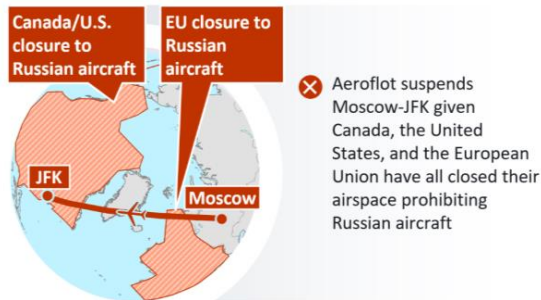 Canada/U.S.
closure to
Russian aircraft
EU closure to
Russian
aircraft
JFK
Moscow
Aeroflot suspends
Moscow-JFK given
Canada, the United
States, and the European
Union have all closed their
airspace prohibiting
Russian aircraft